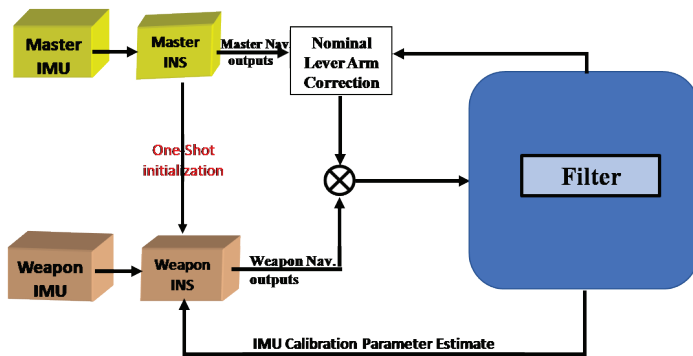 Master
IMU
Master
INS
Master Nav.
outputs
Nominal
Lever Arm
Correction
One-Shot
initialization
Filter
Weapon
IMU
Weapon
INS
Weapon Nav.
outputs
IMU Calibration Parameter Estimate